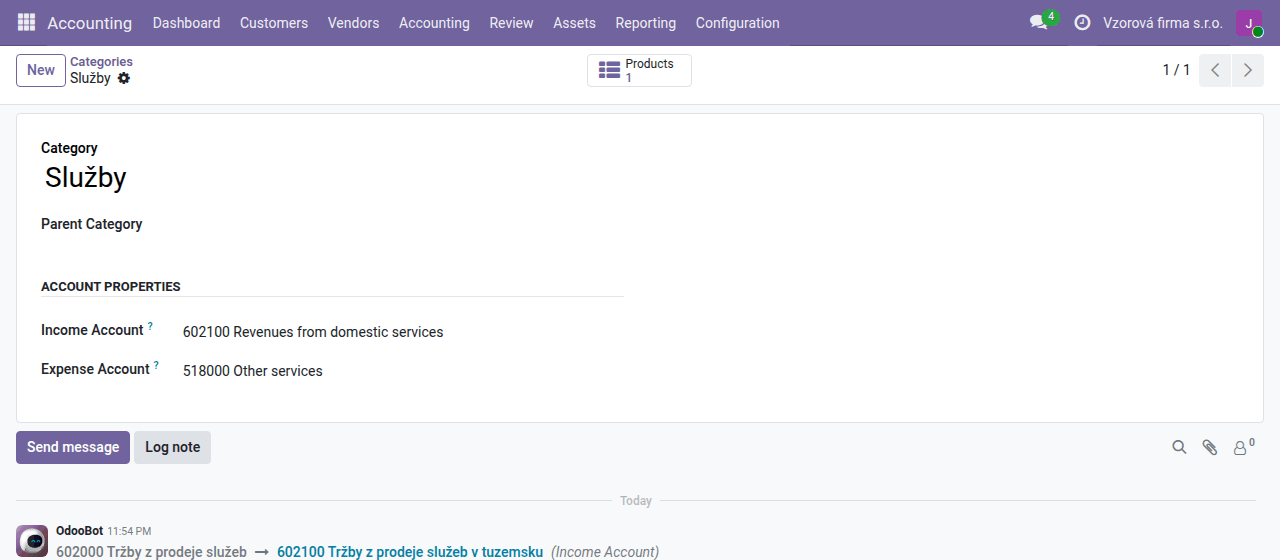 Accounting Dashboard Customers Vendors Accounting Review Assets Reporting Configuration 4 Vzorová firma s.r.o. J
New Categories Products 1 / 1
Služby 1
Category
Služby
Parent Category
ACCOUNT PROPERTIES
Income Account ? 602100 Revenues from domestic services
Expense Account ? 518000 Other services
Send message Log note 0
Today
OdooBot 11:54 PM
602000 Tržby z prodeje služeb → 602100 Tržby z prodeje služeb v tuzemsku (Income Account)